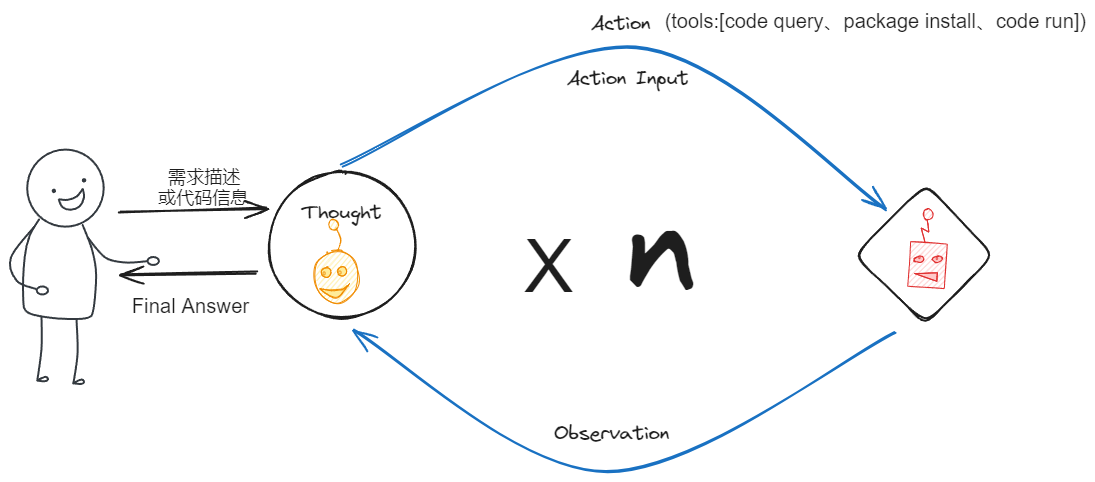 Action (tools:[code query、package install、code run])
Action Input
需求描述
或代码信息
Thought
X n
Final Answer
Observation